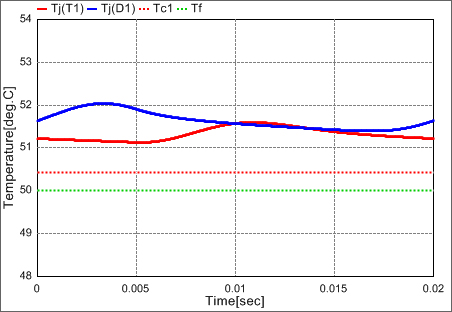 Tj(T1) Tj(D1) Tc1 Tf
54
53
52
51
50
49
48
Temperature[deg.C]
0 0.005 0.01 0.015 0.02
Time[sec]